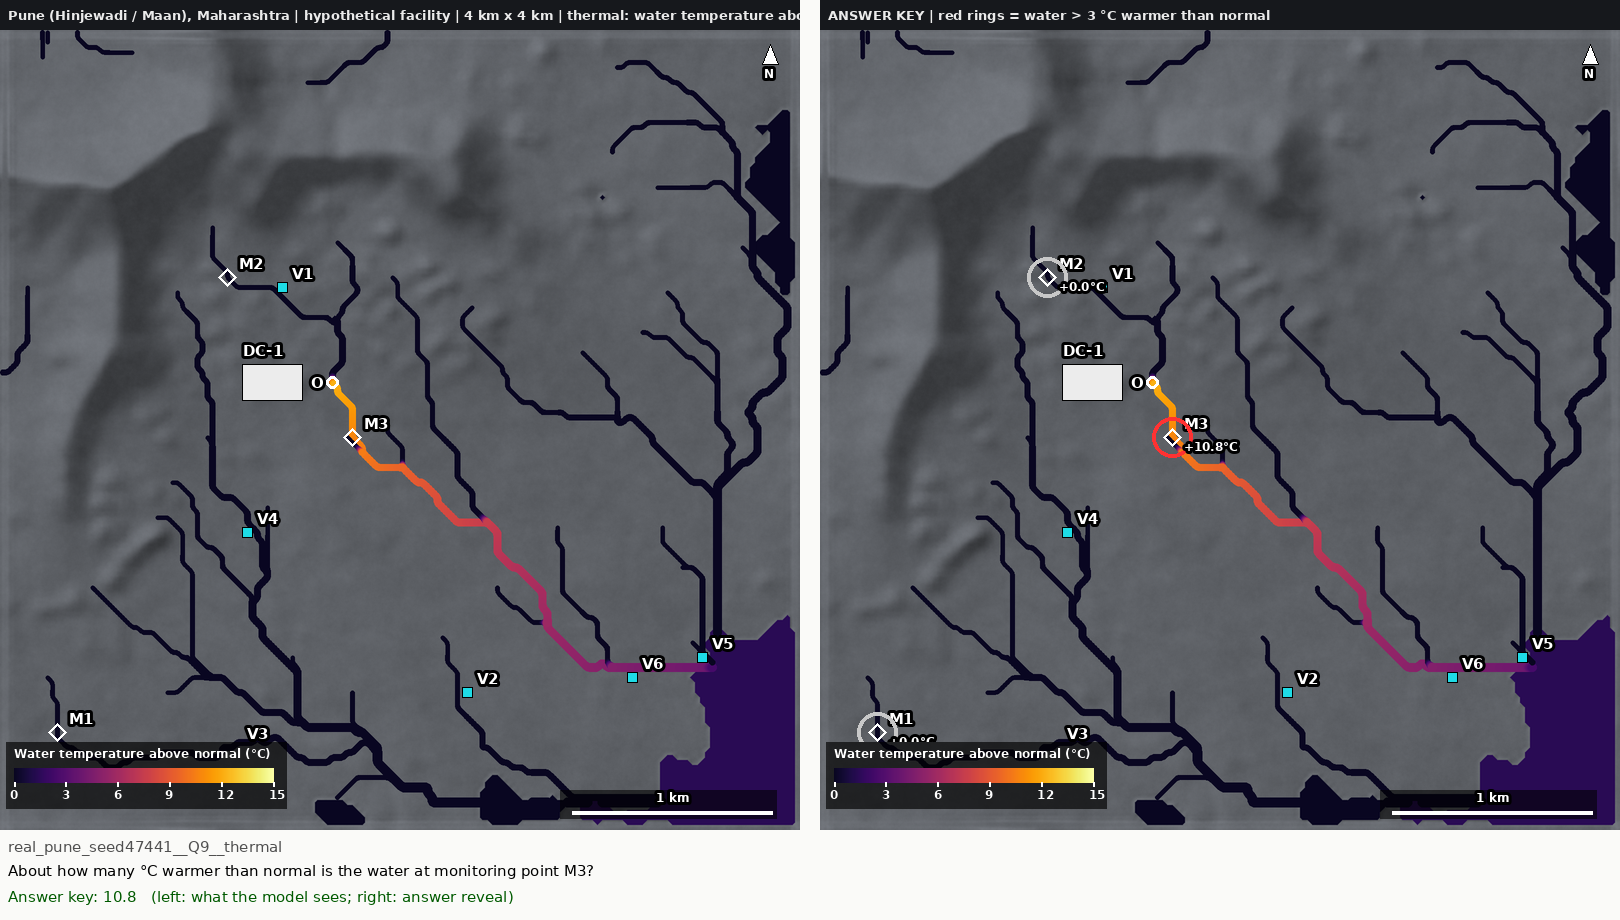 Pune (Hinjewadi / Maan), Maharashtra | hypothetical facility | 4 km x 4 km | thermal: water temperature abo
N
M2
V1
DC-1
O
M3
V4
V5
V6
V2
M1
V3
Water temperature above normal (°C)
0 3 6 9 12 15
1 km
ANSWER KEY | red rings = water > 3 °C warmer than normal
N
M2
V1
+0.0°C
DC-1
O
M3
+10.8°C
V4
V5
V6
V2
M1
+0.0°C
V3
Water temperature above normal (°C)
0 3 6 9 12 15
1 km
real_pune_seed47441__Q9__thermal
About how many °C warmer than normal is the water at monitoring point M3?
Answer key: 10.8 (left: what the model sees; right: answer reveal)